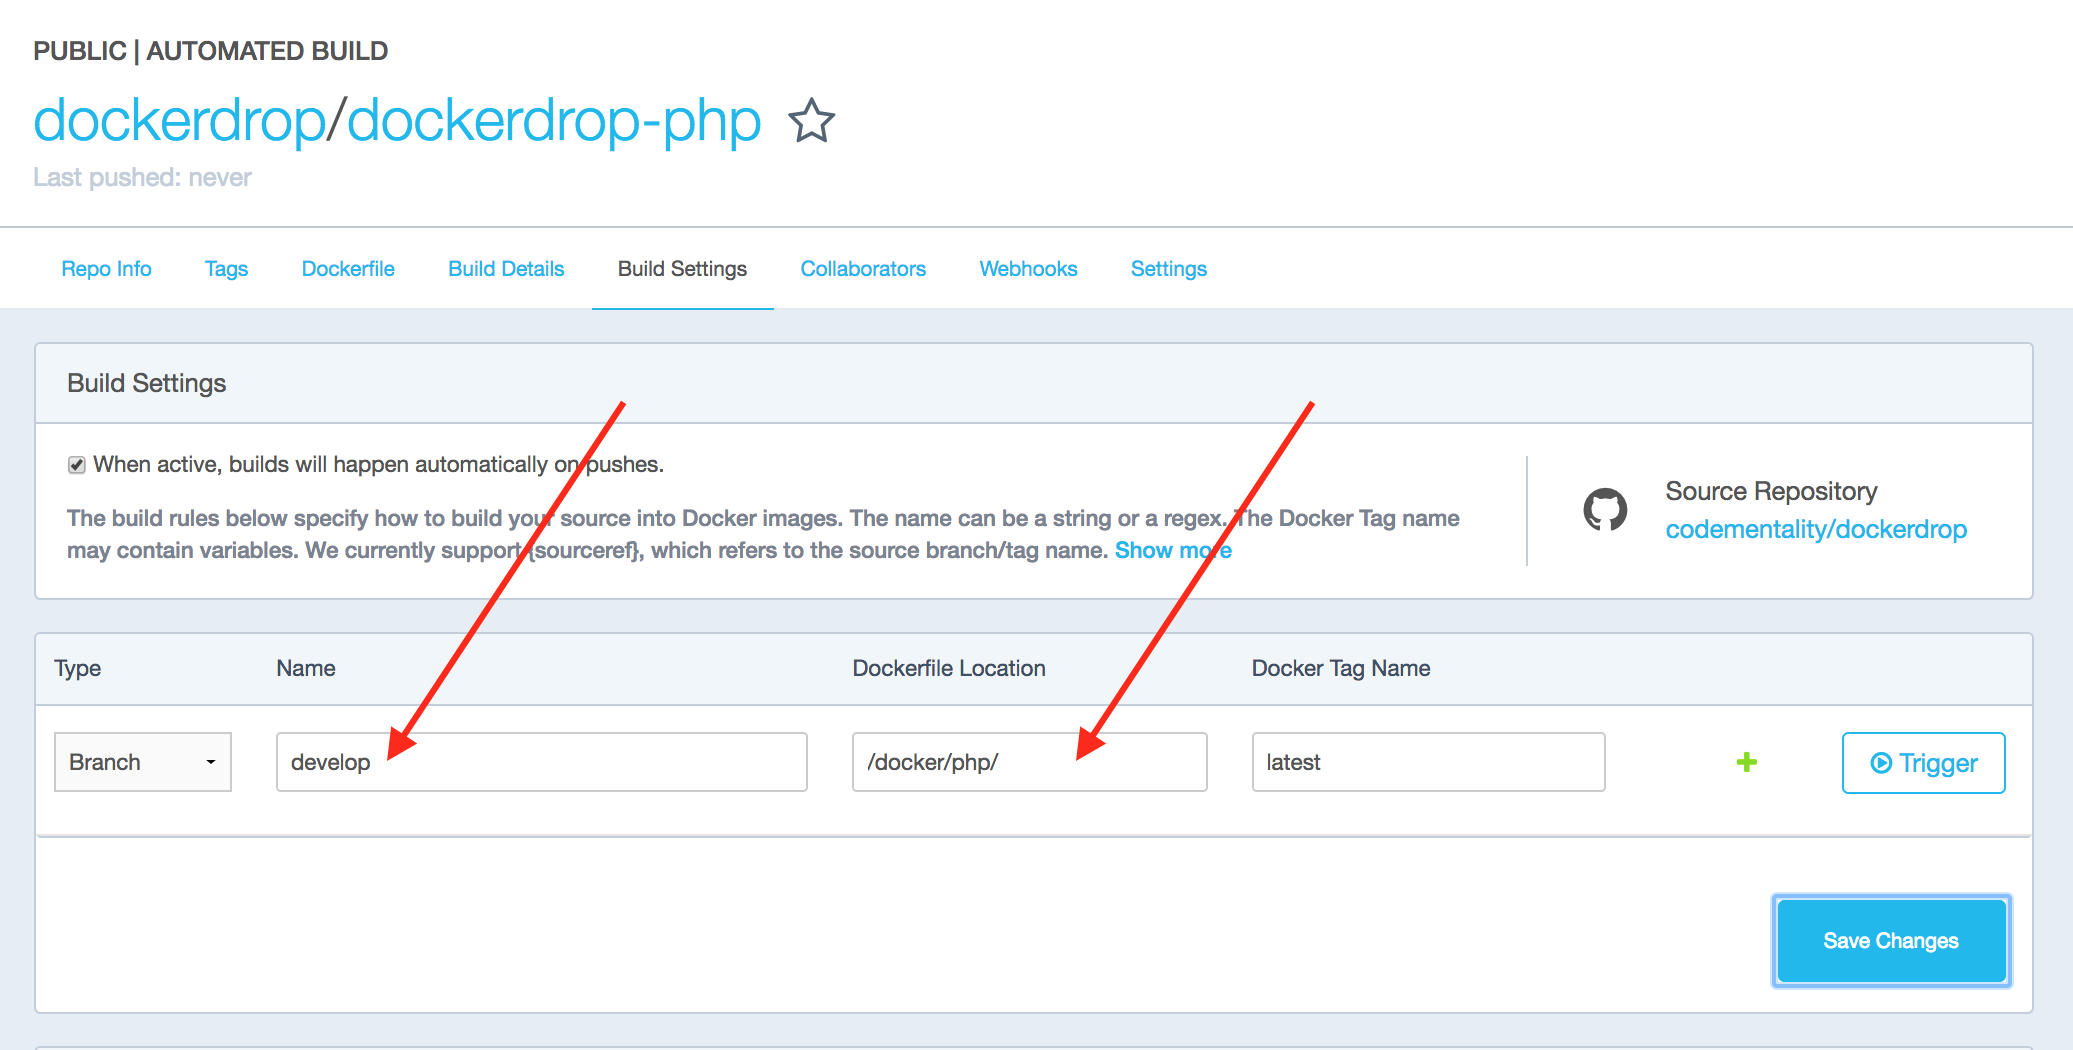 PUBLIC | AUTOMATED BUILD
dockerdrop/dockerdrop-php
Last pushed: never
Repo Info Tags Dockerfile Build Details Build Settings Collaborators Webhooks Settings
Build Settings
When active, builds will happen automatically on pushes.
The build rules below specify how to build your source into Docker images. The name can be a string or a regex. The Docker Tag name
may contain variables. We currently support {sourceref}, which refers to the source branch/tag name. Show more
Source Repository
codementality/dockerdrop
Type Name Dockerfile Location Docker Tag Name
Branch develop /docker/php/ latest Trigger
Save Changes